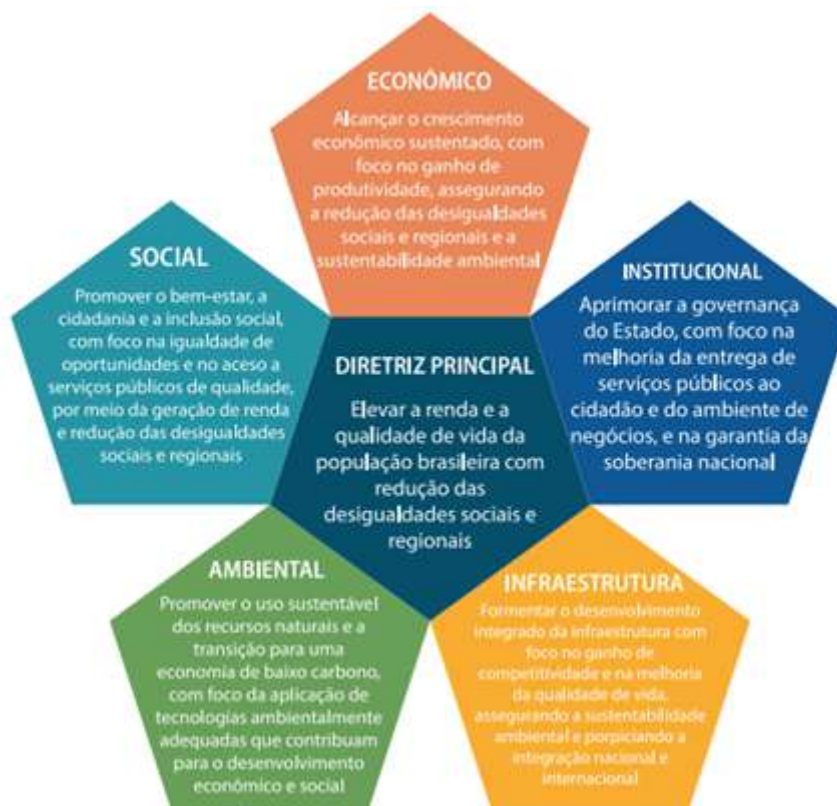 ECONÔMICO
Alcançar o crescimento
econômico sustentado, com
foco no ganho de
produtividade, assegurando
a redução das desigualdades
sociais e regionais e a
sustentabilidade ambiental
SOCIAL
Promover o bem-estar, a
cidadania e a inclusão social,
com foco na igualdade de
oportunidades e no aceso a
serviços públicos de qualidade,
por meio da geração de renda
e redução das desigualdades
sociais e regionais
DIRETRIZ PRINCIPAL
Elevar a renda e a
qualidade de vida da
população brasileira com
redução das
desigualdades sociais e
regionais
INSTITUCIONAL
Aprimorar a governança
do Estado, com foco na
melhoria da entrega de
serviços públicos ao
cidadão e do ambiente de
negócios, e na garantia da
soberania nacional
AMBIENTAL
Promover o uso sustentável
dos recursos naturais e a
transição para uma
economia de baixo carbono,
com foco da aplicação de
tecnologias ambientalmente
adequadas que contribuam
para o desenvolvimento
econômico e social
INFRAESTRUTURA
Formentar o desenvolvimento
integrado da infraestrutura com
foco no ganho de
competitividade e na melhoria
da qualidade de vida,
assegurando a sustentabilidade
ambiental e porpiciando a
integração nacional e
internacional